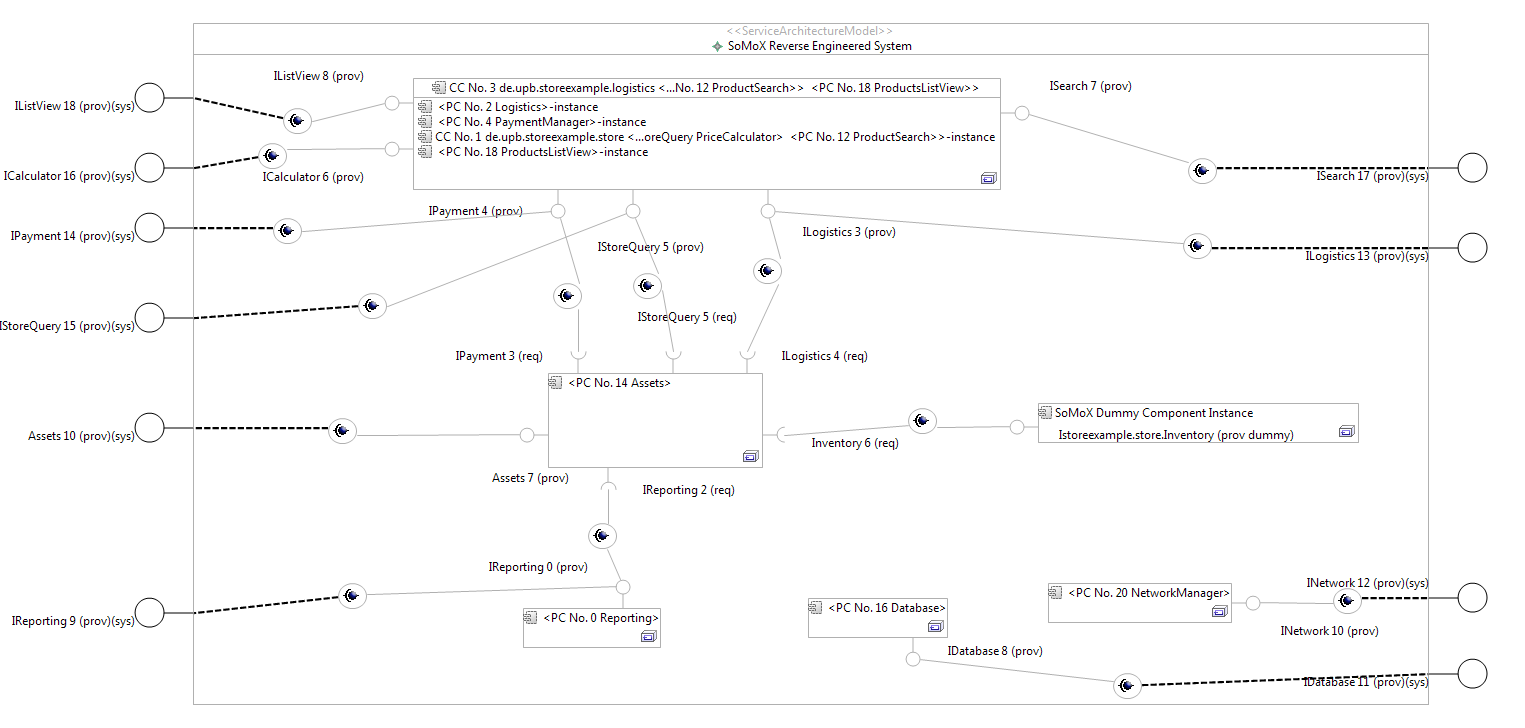 <<ServiceArchitectureModel>>
SoMoX Reverse Engineered System
IListView 8 (prov)
IListView 18 (prov)(sys)
CC No. 3 de.upb.storeexample.logistics <...No. 12 ProductSearch>> <PC No. 18 ProductsListView>>
<PC No. 2 Logistics>-instance
<PC No. 4 PaymentManager>-instance
CC No. 1 de.upb.storeexample.store <...oreQuery PriceCalculator> <PC No. 12 ProductSearch>>-instance
<PC No. 18 ProductsListView>-instance
ISearch 7 (prov)
ICalculator 16 (prov)(sys)
ICalculator 6 (prov)
ISearch 17 (prov)(sys)
IPayment 4 (prov)
IPayment 14 (prov)(sys)
IStoreQuery 5 (prov)
ILogistics 3 (prov)
ILogistics 13 (prov)(sys)
IStoreQuery 15 (prov)(sys)
IStoreQuery 5 (req)
IPayment 3 (req)
ILogistics 4 (req)
<PC No. 14 Assets>
SoMoX Dummy Component Instance
Istoreexample.store.Inventory (prov dummy)
Assets 10 (prov)(sys)
Inventory 6 (req)
Assets 7 (prov)
IReporting 2 (req)
IReporting 0 (prov)
IReporting 9 (prov)(sys)
<PC No. 0 Reporting>
<PC No. 16 Database>
<PC No. 20 NetworkManager>
INetwork 12 (prov)(sys)
INetwork 10 (prov)
IDatabase 8 (prov)
IDatabase 11 (prov)(sys)